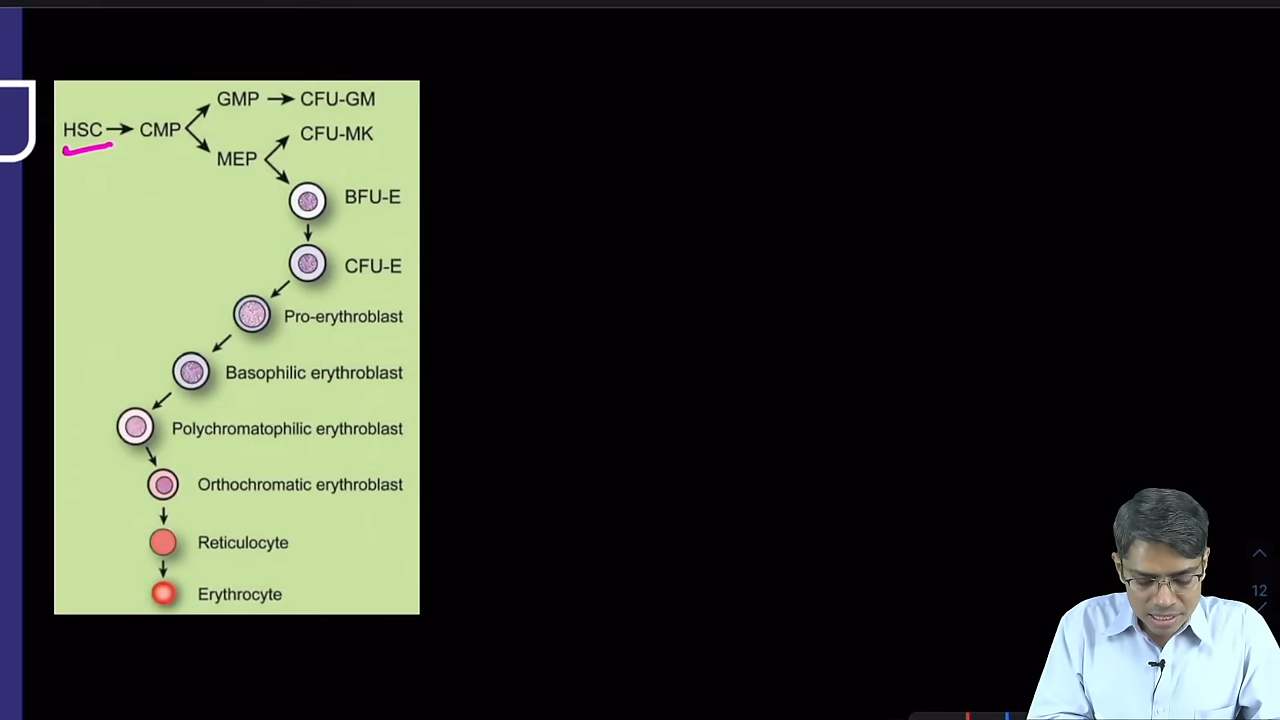 GMP → CFU-GM
HSC → CMP
CFU-MK
MEP
BFU-E
CFU-E
Pro-erythroblast
Basophilic erythroblast
Polychromatophilic erythroblast
Orthochromatic erythroblast
Reticulocyte
Erythrocyte
12